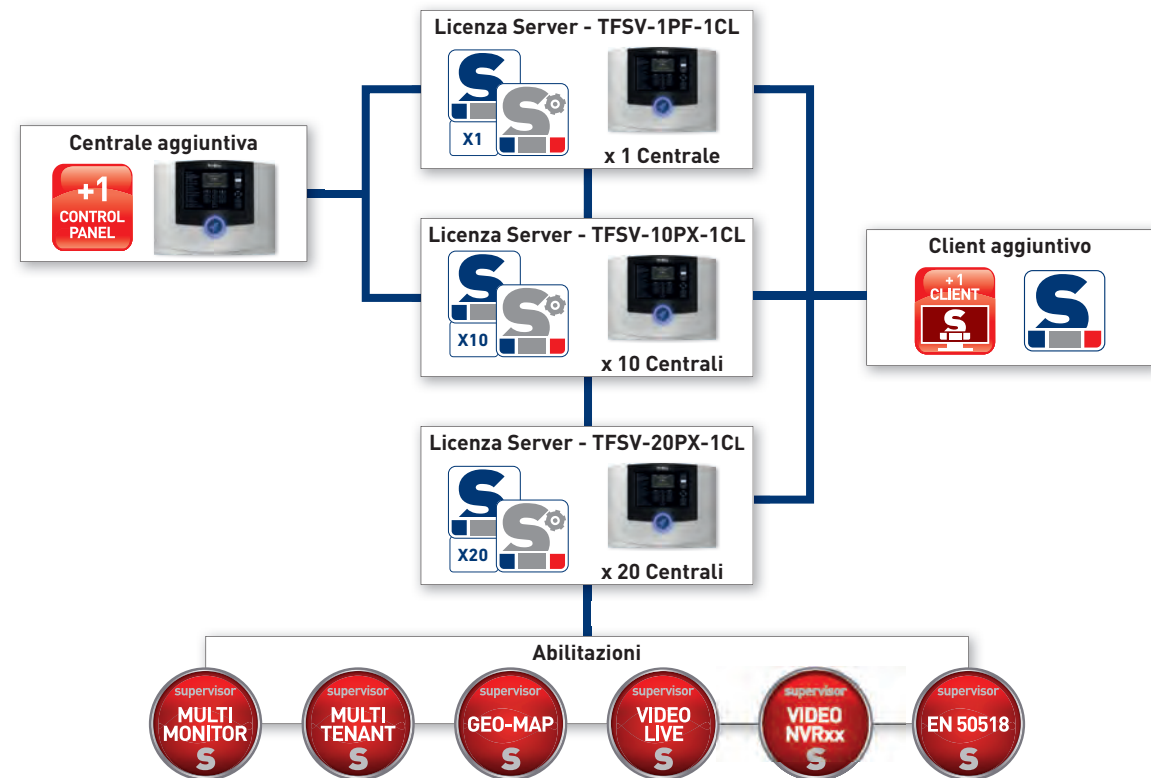 Licenza Server - TFSV-1PF-1CL
X1
x 1 Centrale
Centrale aggiuntiva
+1
CONTROL
PANEL
Licenza Server - TFSV-10PX-1CL
X10
x 10 Centrali
Client aggiuntivo
+1
CLIENT
S
S
Licenza Server - TFSV-20PX-1CL
X20
x 20 Centrali
Abilitazioni
supervisor
MULTI
MONITOR
S
supervisor
MULTI
TENANT
S
supervisor
GEO-MAP
S
supervisor
VIDEO
LIVE
S
supervisor
VIDEO
NVRxx
S
supervisor
EN 50518
S